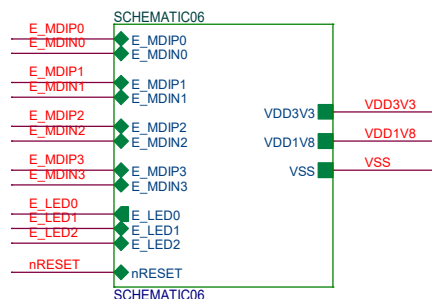 SCHEMATIC06
E_MDIP0 E_MDIP0
E_MDIN0 E_MDIN0
E_MDIP1 E_MDIP1
E_MDIN1 E_MDIN1
VDD3V3 VDD3V3
E_MDIP2 E_MDIP2
E_MDIN2 E_MDIN2 VDD1V8 VDD1V8
E_MDIP3 E_MDIP3 VSS VSS
E_MDIN3 E_MDIN3
E_LED0 E_LED0
E_LED1 E_LED1
E_LED2 E_LED2
nRESET nRESET
SCHEMATIC06